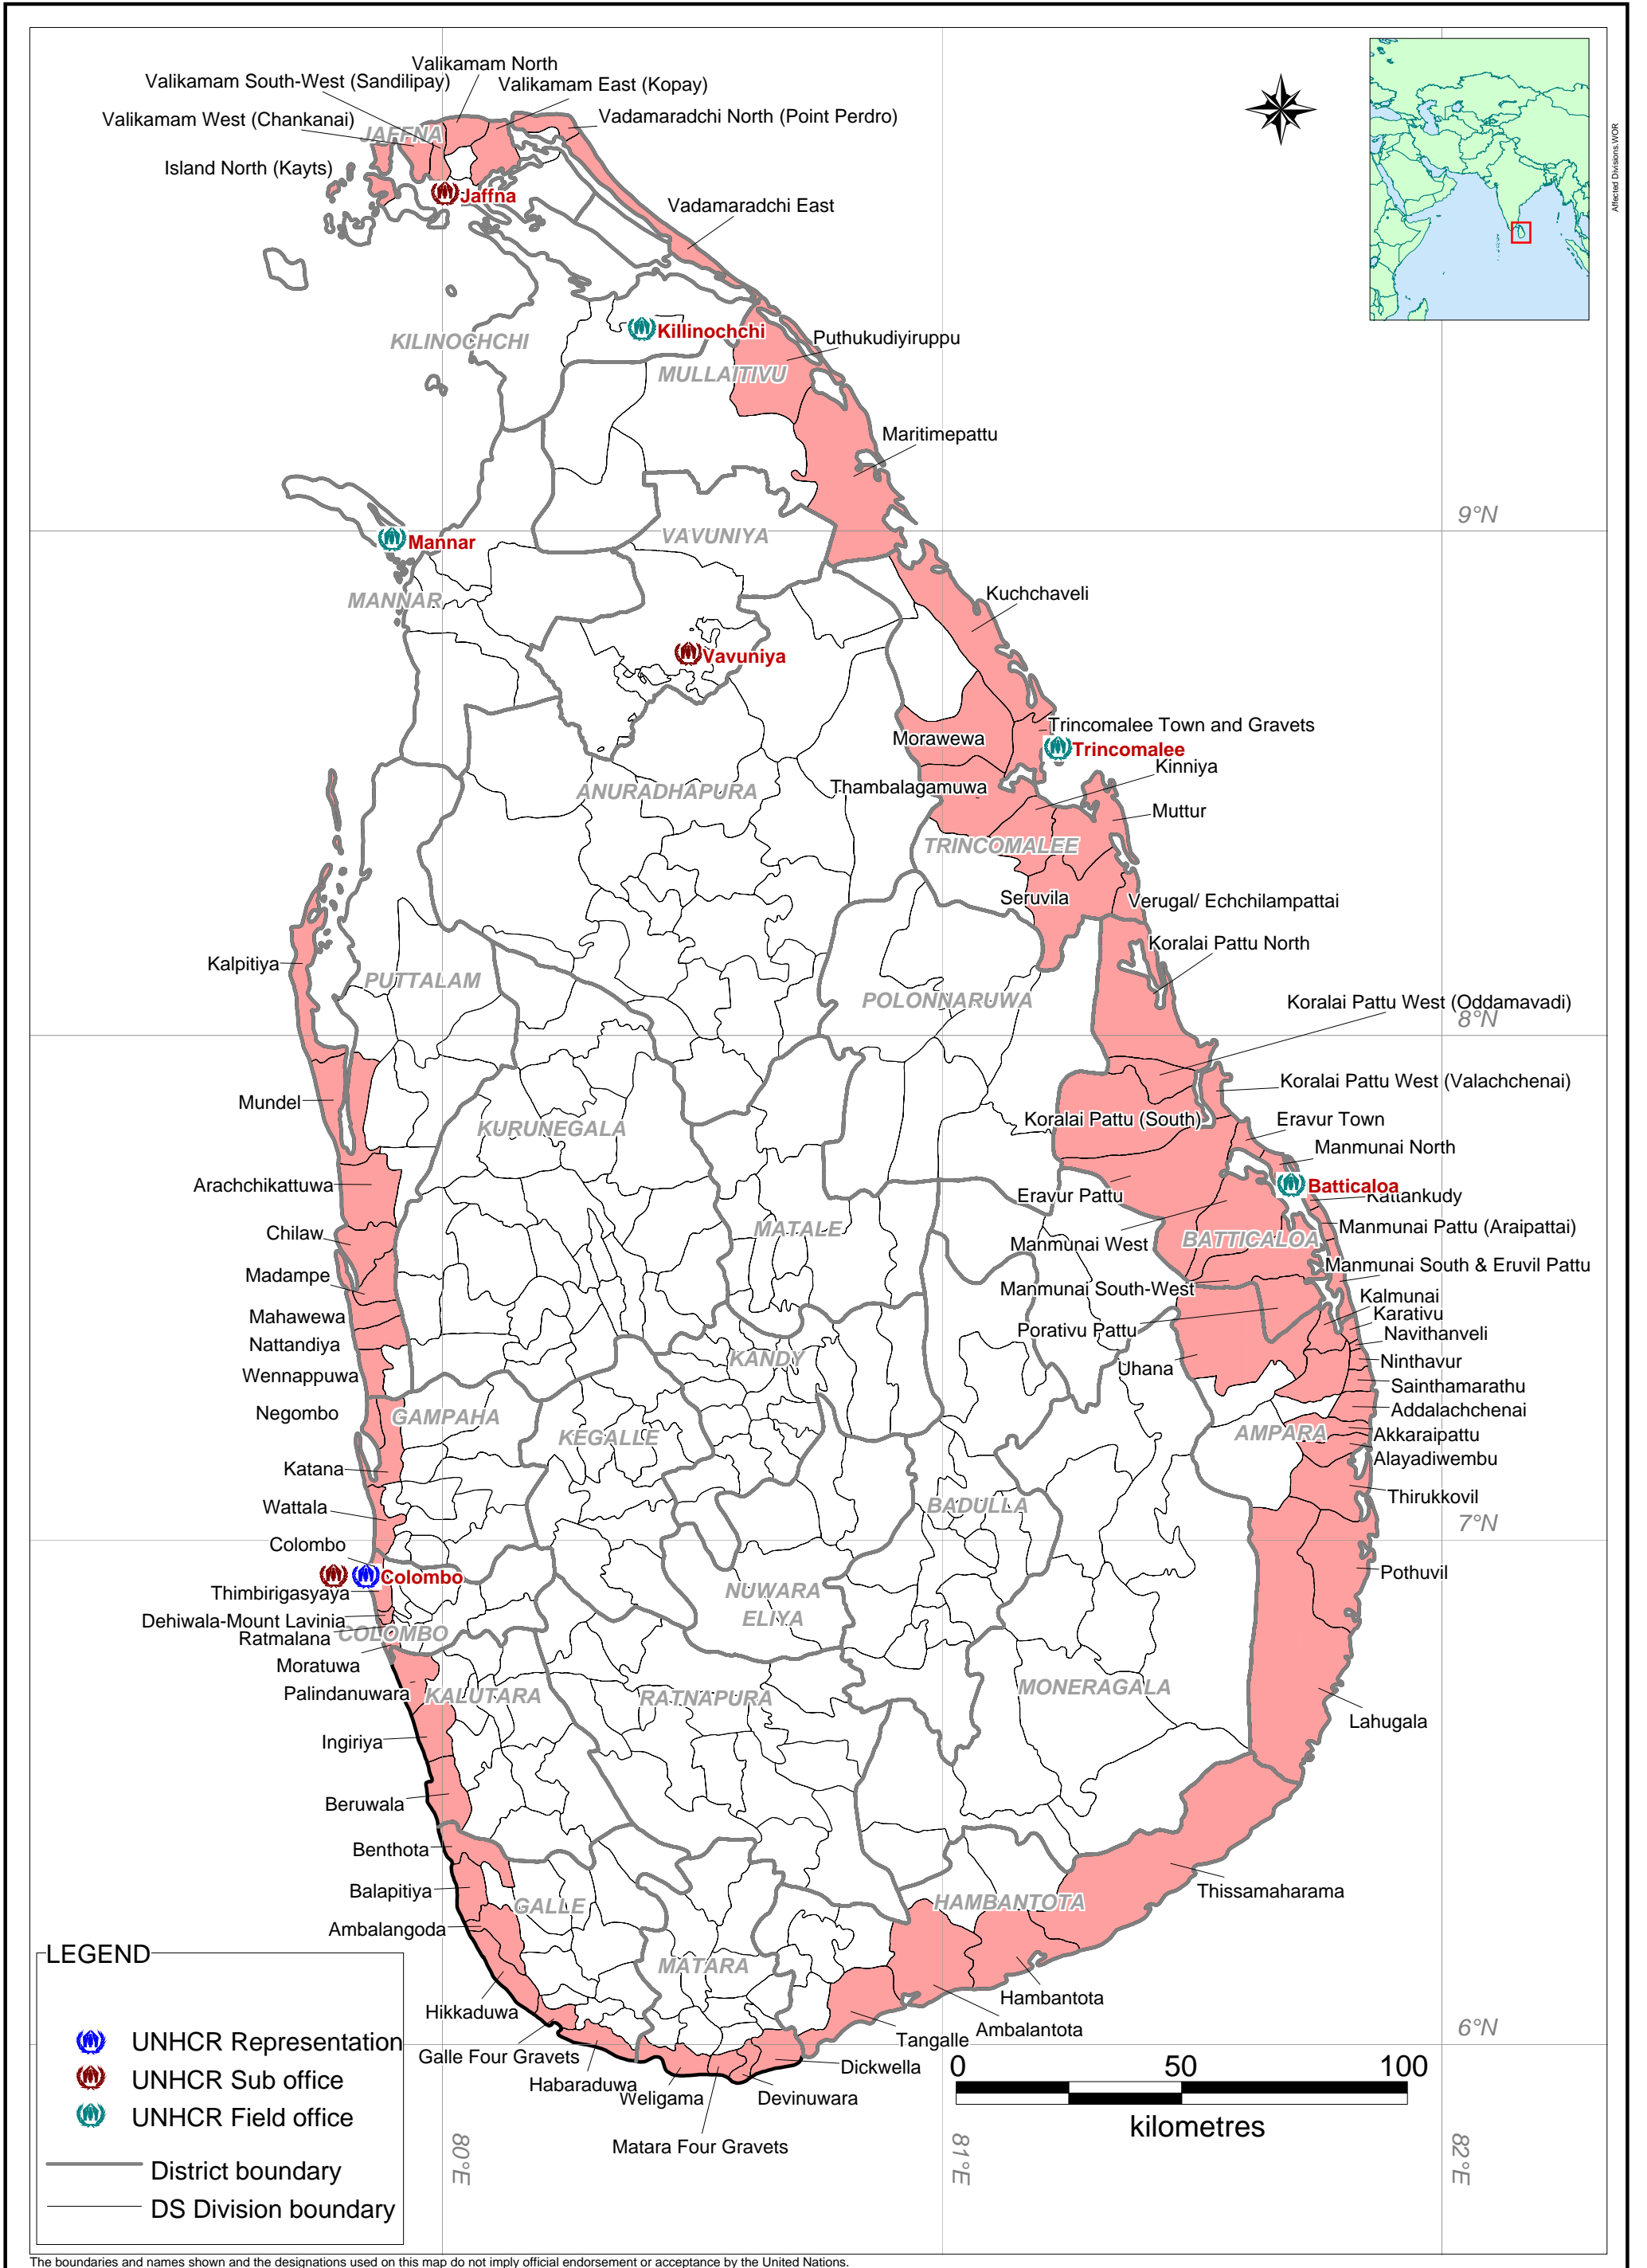 Valikamam North
Valikamam South-West (Sandilipay)
Valikamam East (Kopay)
Valikamam West (Chankanai)
Vadamaradchi North (Point Perdro)
JAFFNA
Island North (Kayts)
Jaffna
Vadamaradchi East
Affected Divisions.WOR
Killinochchi
KILINOCHCHI
Puthukudiyiruppu
MULLAITIVU
Maritimepattu
9°N
VAVUNIYA
Mannar
MANNAR
Kuchchaveli
Vavuniya
Trincomalee Town and Gravets
Morawewa
Trincomalee
Kinniya
Thambalagamuwa
ANURADHAPURA
Muttur
TRINCOMALEE
Seruvila
Verugal/ Echchilampattai
Koralai Pattu North
Kalpitiya
PUTTALAM
POLONNARUWA
Koralai Pattu West (Oddamavadi)
8°N
Koralai Pattu West (Valachchenai)
Mundel
KURUNEGALA
Koralai Pattu (South)
Eravur Town
Manmunai North
Arachchikattuwa
Batticaloa
Eravur Pattu
Kattankudy
Chilaw
MATALE
Manmunai Pattu (Araipattai)
Manmunai West
BATTICALOA
Manmunai South & Eruvil Pattu
Madampe
Manmunai South-West
Kalmunai
Mahawewa
Karativu
Porativu Pattu
Navithanveli
Nattandiya
KANDY
Ninthavur
Uhana
Wennappuwa
Sainthamarathu
Negombo
GAMPAHA
Addalachchenai
KEGALLE
AMPARA
Akkaraipattu
Alayadiwembu
Katana
Thirukkovil
Wattala
BADULLA
7°N
Colombo
Colombo
Pothuvil
Thimbirigasyaya
NUWARA
ELIYA
Dehiwala-Mount Lavinia
Ratmalana
COLOMBO
Moratuwa
Palindanuwara
KALUTARA
RATNAPURA
MONERAGALA
Lahugala
Ingiriya
Beruwala
Benthota
Balapitiya
Thissamaharama
GALLE
HAMBANTOTA
Ambalangoda
MATARA
Hikkaduwa
Hambantota
Ambalantota
Tangalle
6°N
Galle Four Gravets
Dickwella
Habaraduwa
Weligama
Devinuwara
Matara Four Gravets
0 50 100
kilometres
80°E
81°E
82°E
LEGEND
UNHCR Representation
UNHCR Sub office
UNHCR Field office
District boundary
DS Division boundary
The boundaries and names shown and the designations used on this map do not imply official endorsement or acceptance by the United Nations.